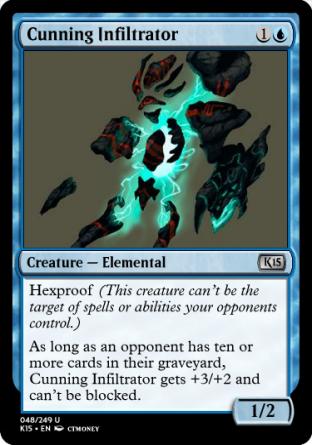 Cunning Infiltrator 1
Creature — Elemental K15
Hexproof (This creature can't be the
target of spells or abilities your opponents
control.)
As long as an opponent has ten or
more cards in their graveyard,
Cunning Infiltrator gets +3/+2 and
can't be blocked.
1/2
048/249 U
K15 • EN CTMONEY